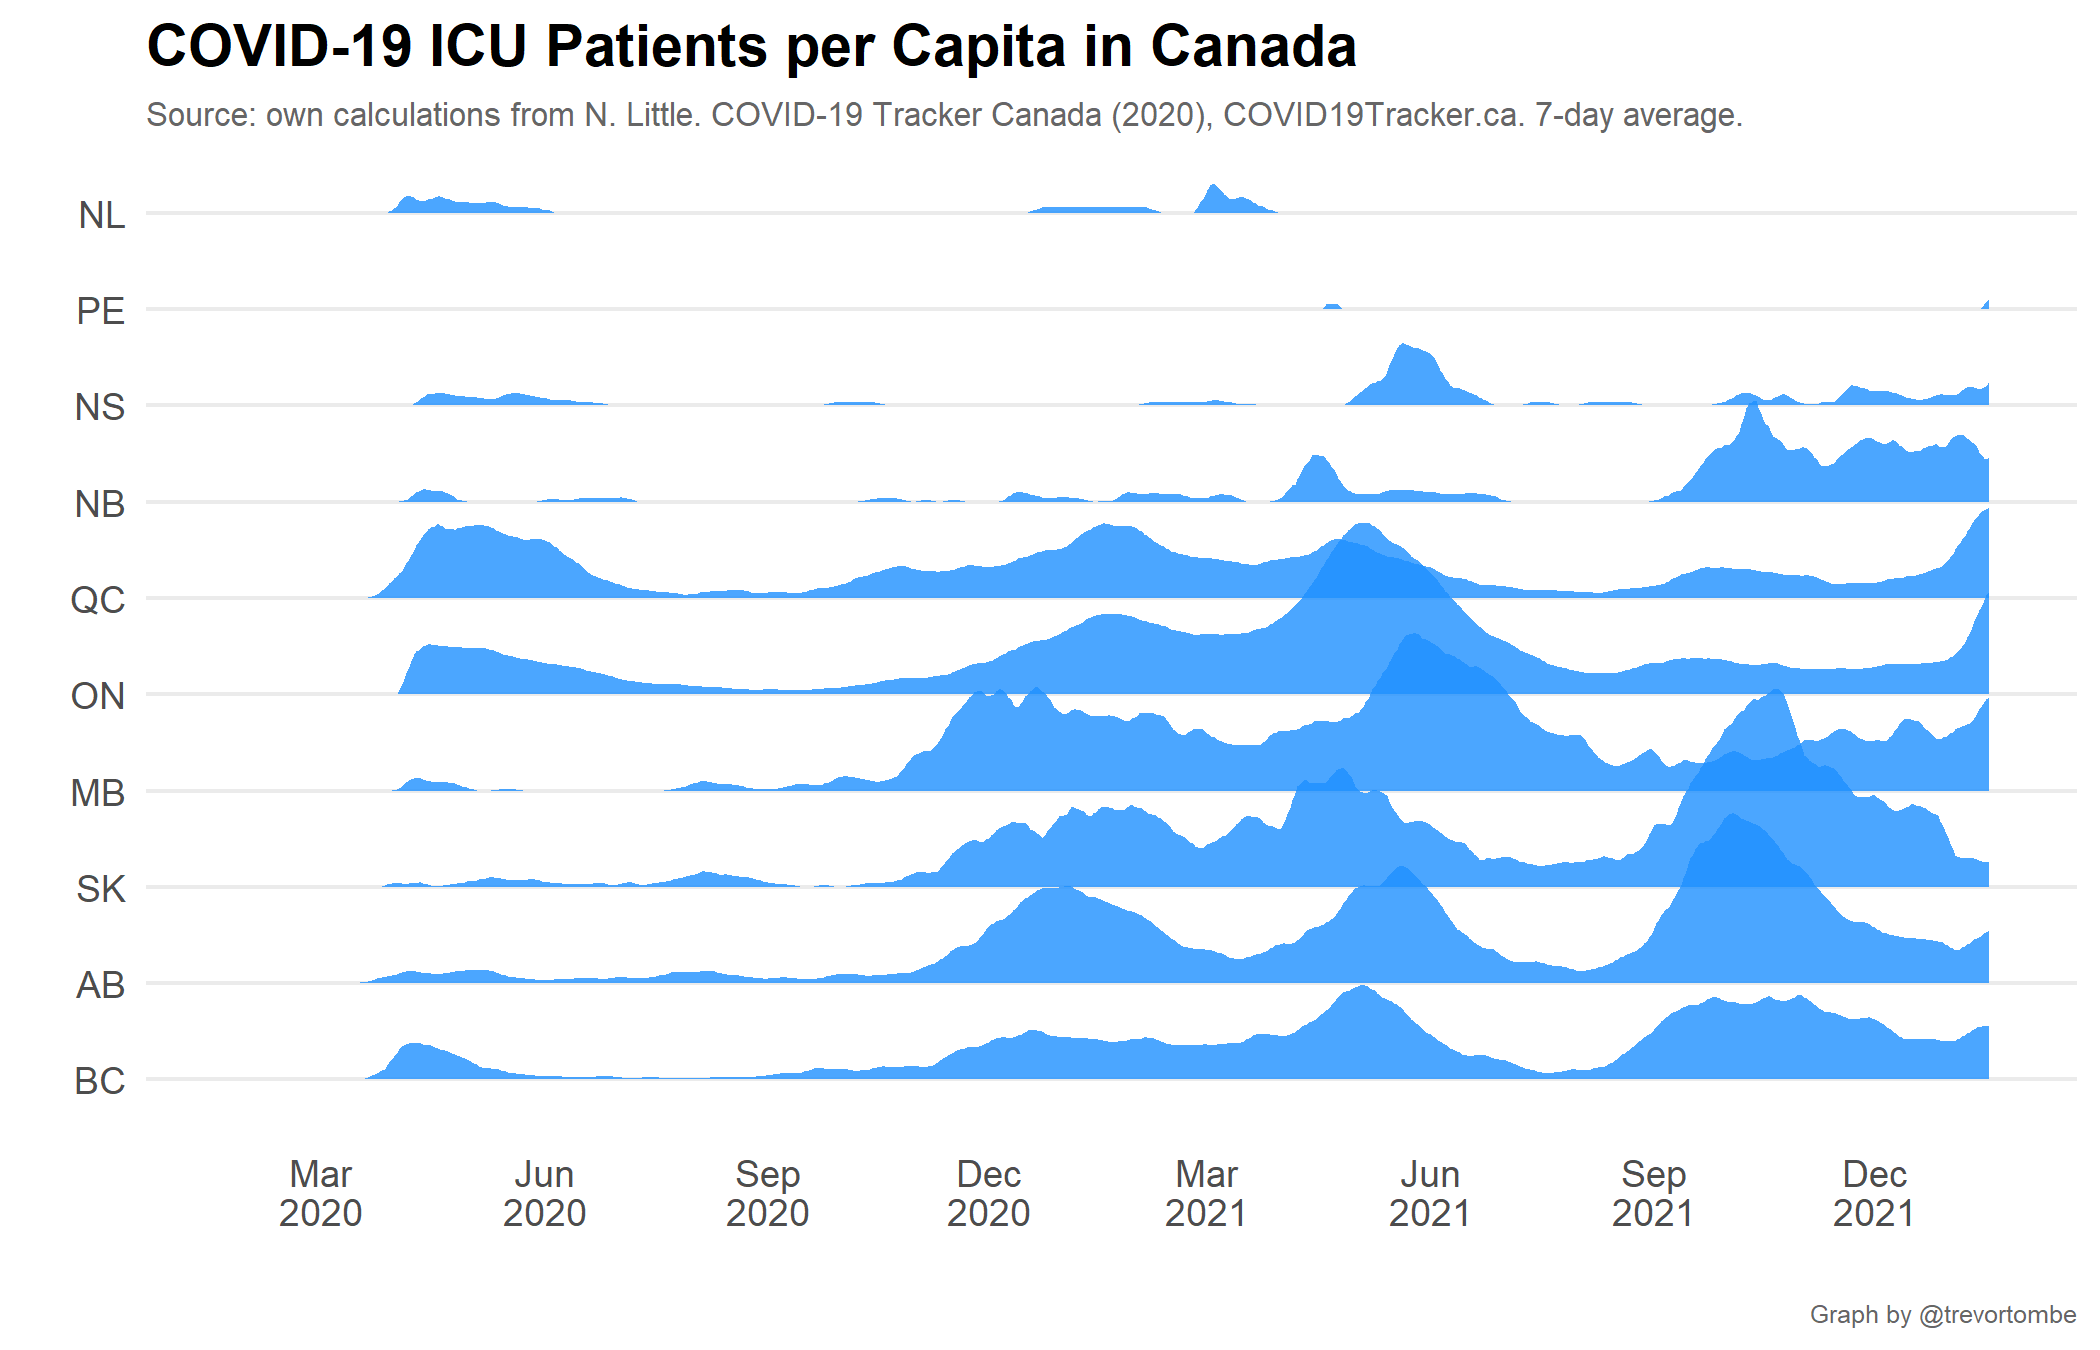 COVID-19 ICU Patients per Capita in Canada
Source: own calculations from N. Little. COVID-19 Tracker Canada (2020), COVID19Tracker.ca. 7-day average.
NL
PE
NS
NB
QC
ON
MB
SK
AB
BC
Mar Jun Sep Dec Mar Jun Sep Dec
2020 2020 2020 2020 2021 2021 2021 2021
Graph by @trevortombe